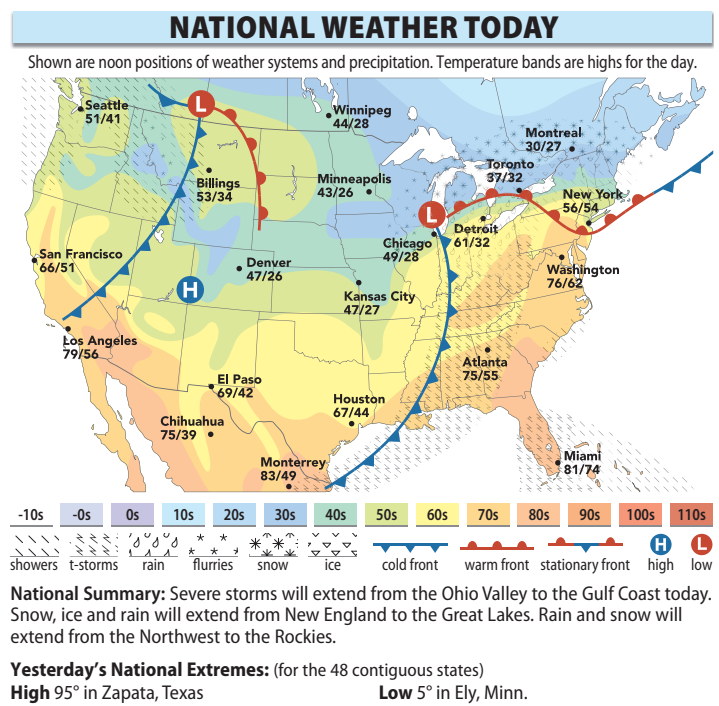 NATIONAL WEATHER TODAY
Shown are noon positions of weather systems and precipitation. Temperature bands are highs for the day.
Seattle
51/41
L
Winnipeg
44/28
Montreal
30/27
Billings
53/34
Minneapolis
43/26
Toronto
37/32
New York
56/54
L
Detroit
61/32
Chicago
49/28
San Francisco
66/51
Denver
47/26
H
Kansas City
47/27
Washington
76/62
Los Angeles
79/56
Atlanta
75/55
El Paso
69/42
Houston
67/44
Chihuahua
75/39
Monterrey
83/49
Miami
81/74
-10s -0s 0s 10s 20s 30s 40s 50s 60s 70s 80s 90s 100s 110s
H L
showers t-storms rain flurries snow ice cold front warm front stationary front high low
National Summary: Severe storms will extend from the Ohio Valley to the Gulf Coast today.
Snow, ice and rain will extend from New England to the Great Lakes. Rain and snow will
extend from the Northwest to the Rockies.
Yesterday’s National Extremes: (for the 48 contiguous states)
High 95° in Zapata, Texas Low 5° in Ely, Minn.